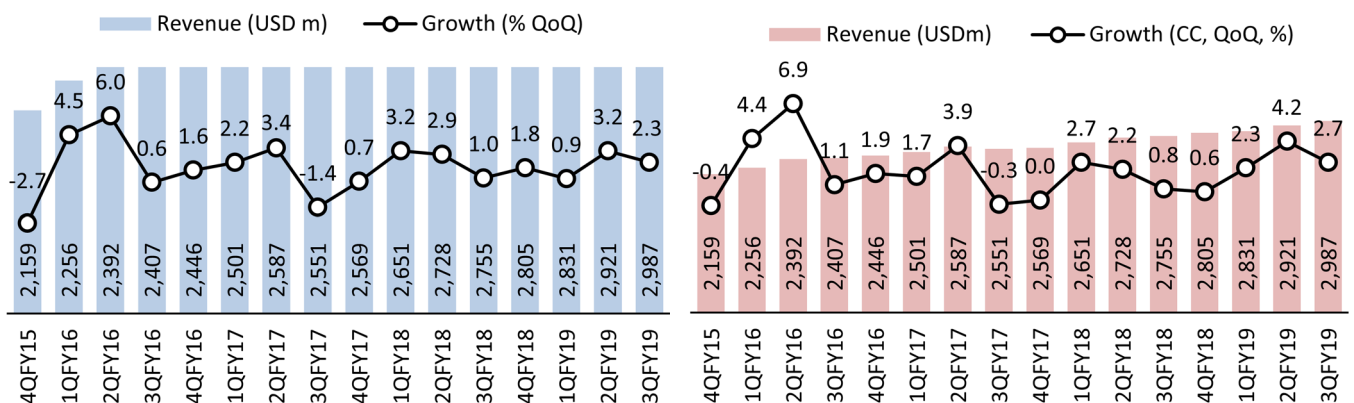 Revenue (USD m) Growth (% QoQ)
-2.7 4.5 6.0 0.6 1.6 2.2 3.4 -1.4 0.7 3.2 2.9 1.0 1.8 0.9 3.2 2.3
2,159 2,256 2,392 2,407 2,446 2,501 2,587 2,551 2,569 2,651 2,728 2,755 2,805 2,831 2,921 2,987
4QFY15 1QFY16 2QFY16 3QFY16 4QFY16 1QFY17 2QFY17 3QFY17 4QFY17 1QFY18 2QFY18 3QFY18 4QFY18 1QFY19 2QFY19 3QFY19
Revenue (USDm) Growth (CC, QoQ, %)
-0.4 4.4 6.9 1.1 1.9 1.7 3.9 -0.3 0.0 2.7 2.2 0.8 0.6 2.3 4.2 2.7
2,159 2,256 2,392 2,407 2,446 2,501 2,587 2,551 2,569 2,651 2,728 2,755 2,805 2,831 2,921 2,987
4QFY15 1QFY16 2QFY16 3QFY16 4QFY16 1QFY17 2QFY17 3QFY17 4QFY17 1QFY18 2QFY18 3QFY18 4QFY18 1QFY19 2QFY19 3QFY19